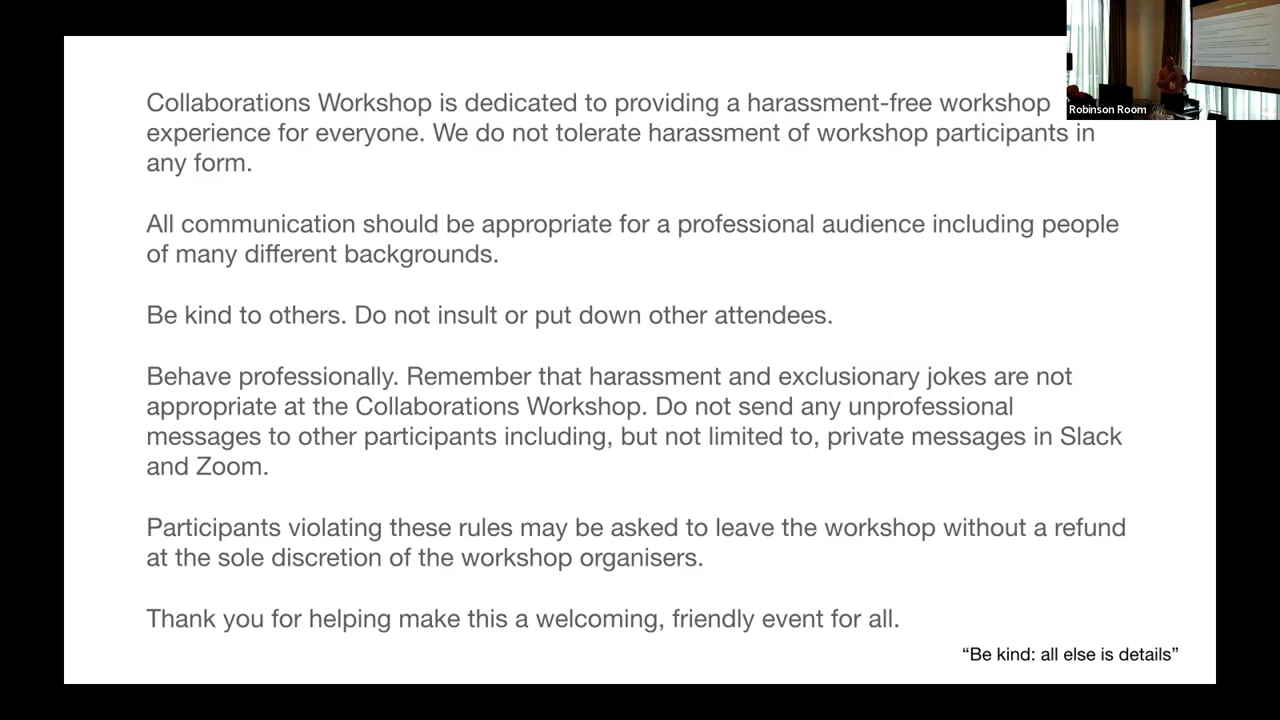 Collaborations Workshop is dedicated to providing a harassment-free workshop
experience for everyone. We do not tolerate harassment of workshop participants in
any form.
All communication should be appropriate for a professional audience including people
of many different backgrounds.
Be kind to others. Do not insult or put down other attendees.
Behave professionally. Remember that harassment and exclusionary jokes are not
appropriate at the Collaborations Workshop. Do not send any unprofessional
messages to other participants including, but not limited to, private messages in Slack
and Zoom.
Participants violating these rules may be asked to leave the workshop without a refund
at the sole discretion of the workshop organisers.
Thank you for helping make this a welcoming, friendly event for all.
“Be kind: all else is details”
Robinson Room